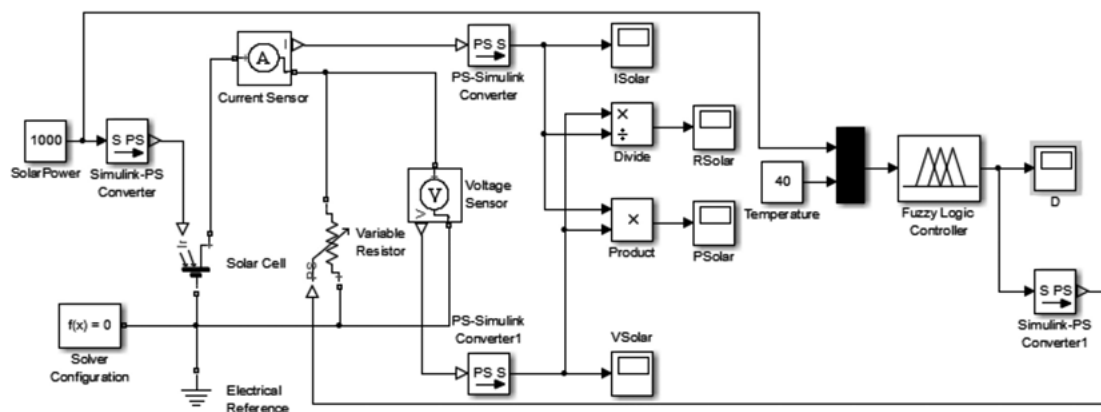 1000
SolarPower
S PS
Simulink-PS
Converter
A
I
Current Sensor
PS S
PS-Simulink
Converter
ISolar
×
÷
Divide
RSolar
×
Product
PSolar
40
Temperature
Fuzzy Logic
Controller
D
S PS
Simulink-PS
Converter1
V
V
Voltage
Sensor
PS
Variable
Resistor
Ir
Solar Cell
f(x) = 0
Solver
Configuration
Electrical
Reference
PS-Simulink
Converter1
PS S
VSolar